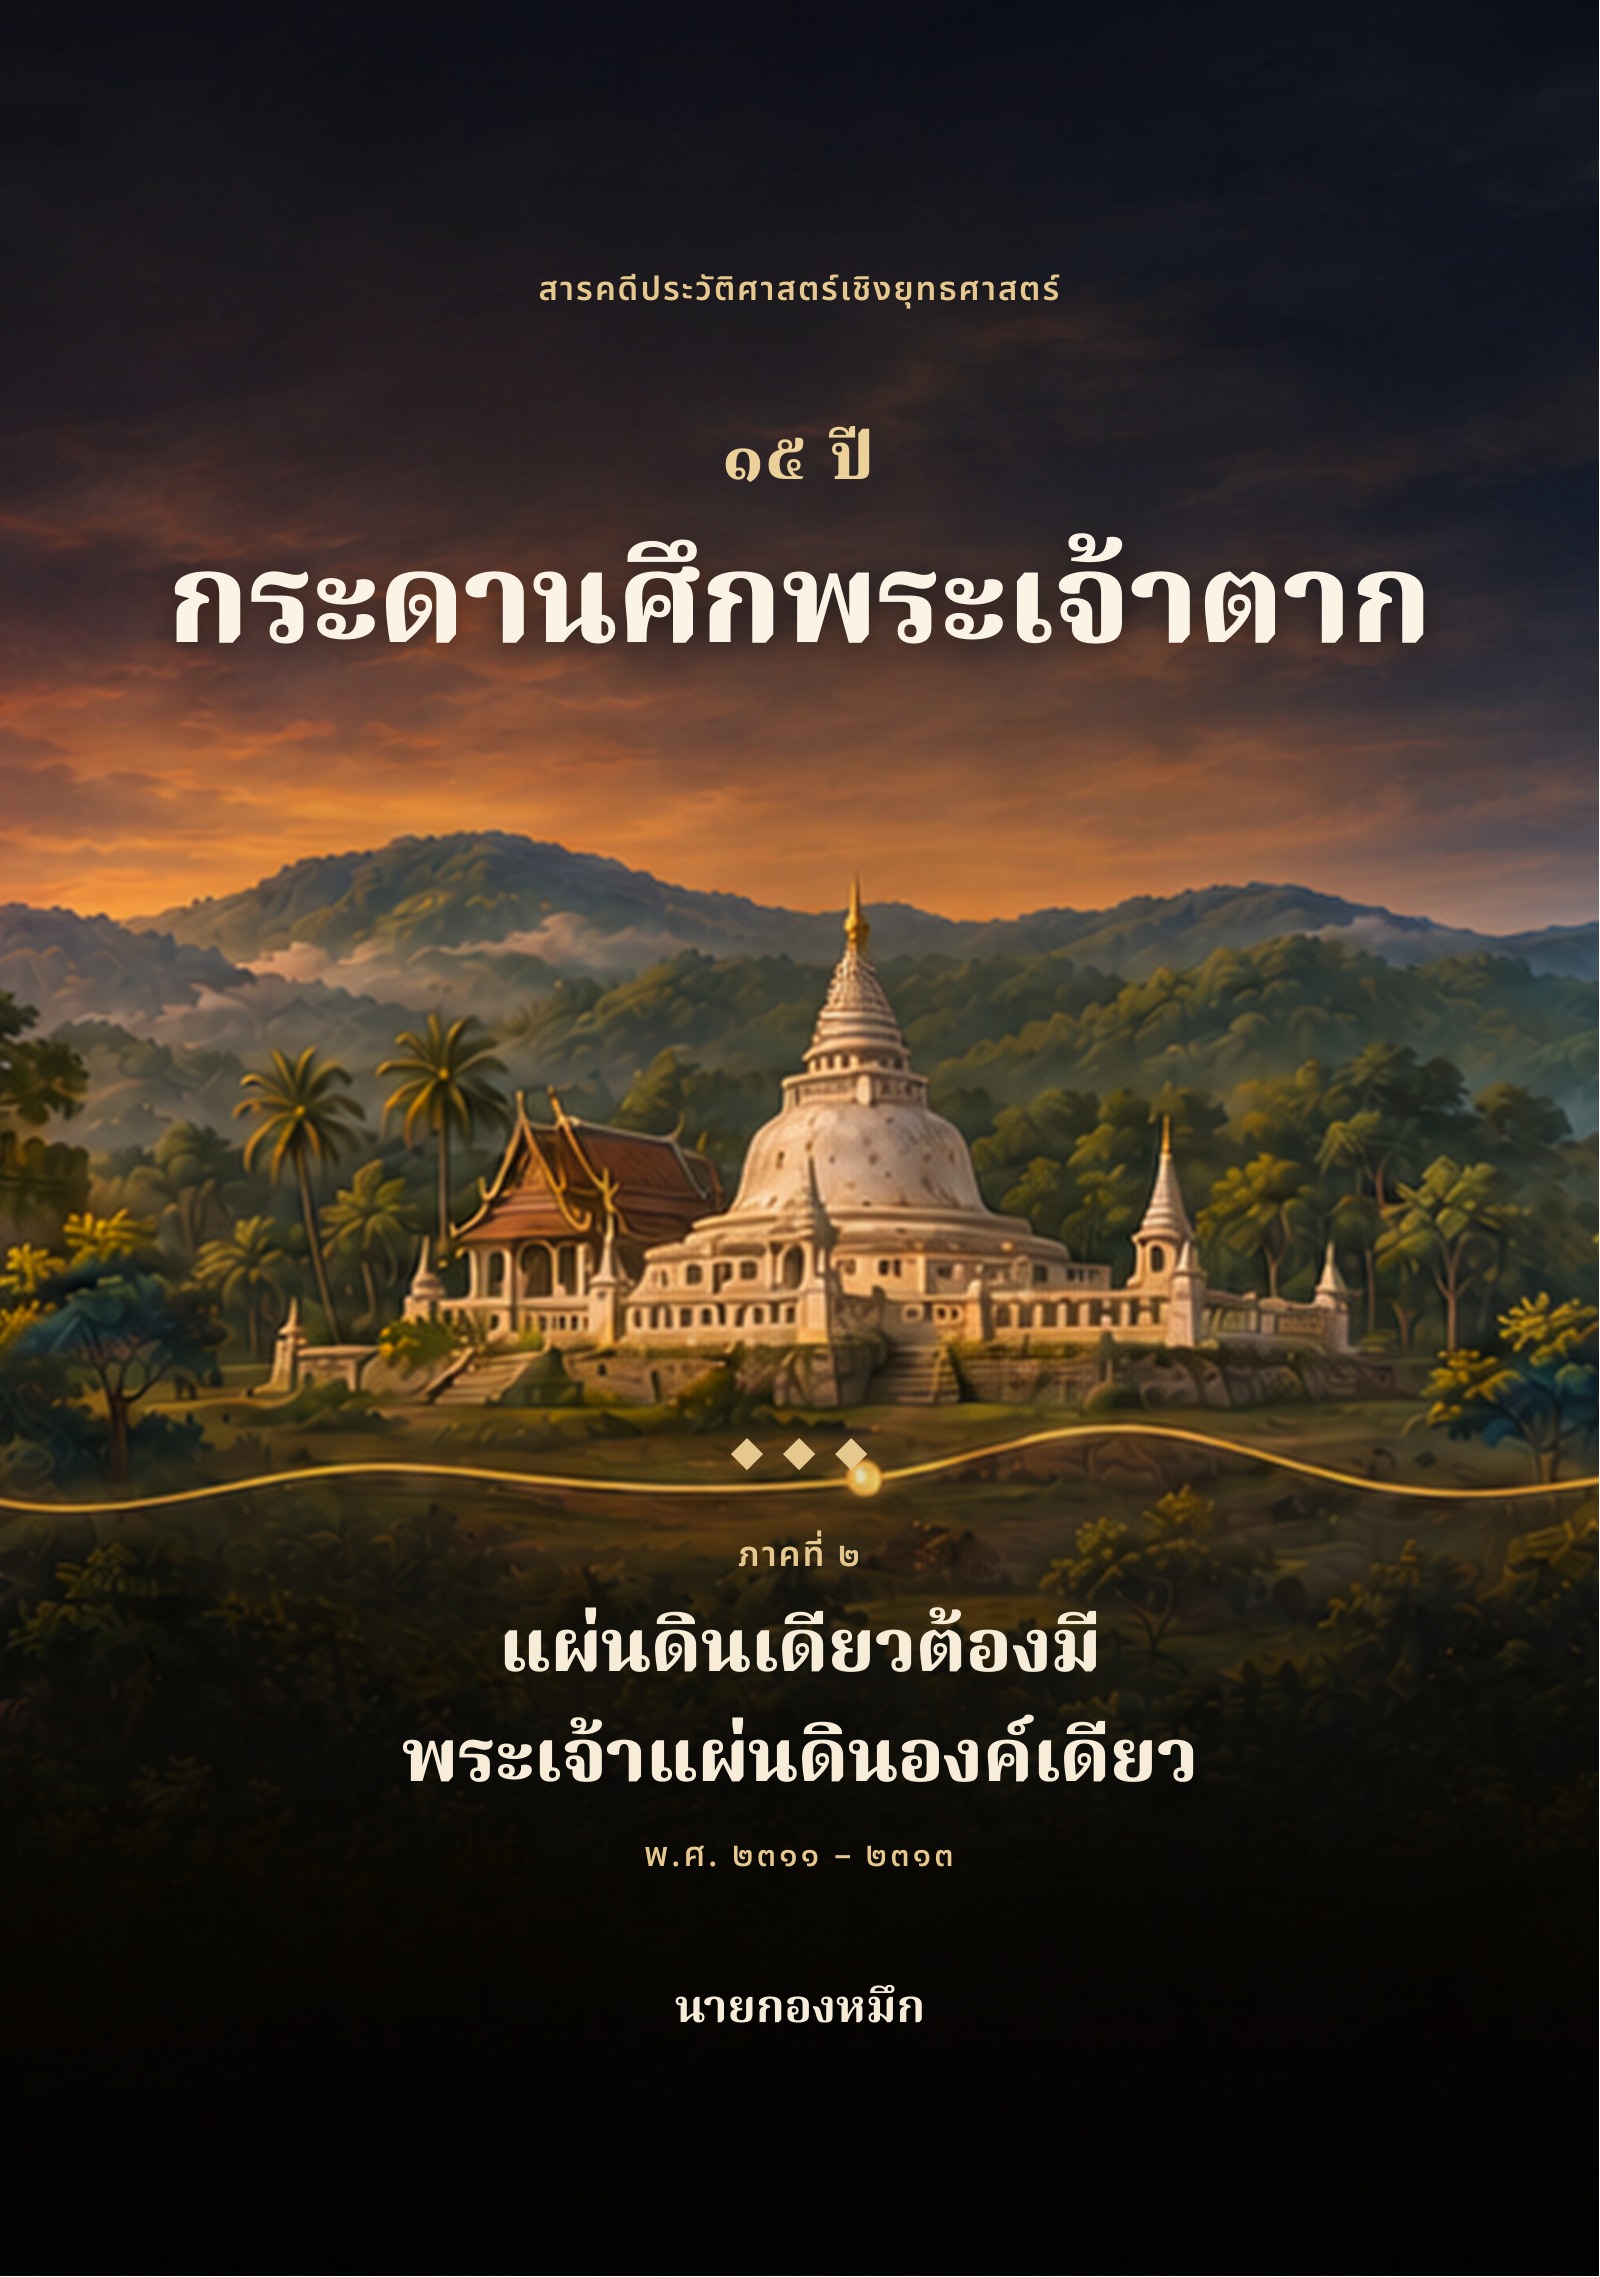 สารคดีประวัติศาสตร์เชิงยุทธศาสตร์
๑๕ ปี
กระดานศึกพระเจ้าตาก
ภาคที่ ๒
แผ่นดินเดียวต้องมี
พระเจ้าแผ่นดินองค์เดียว
พ.ศ. ๒๓๑๑ – ๒๓๑๓
นายกองหมึก